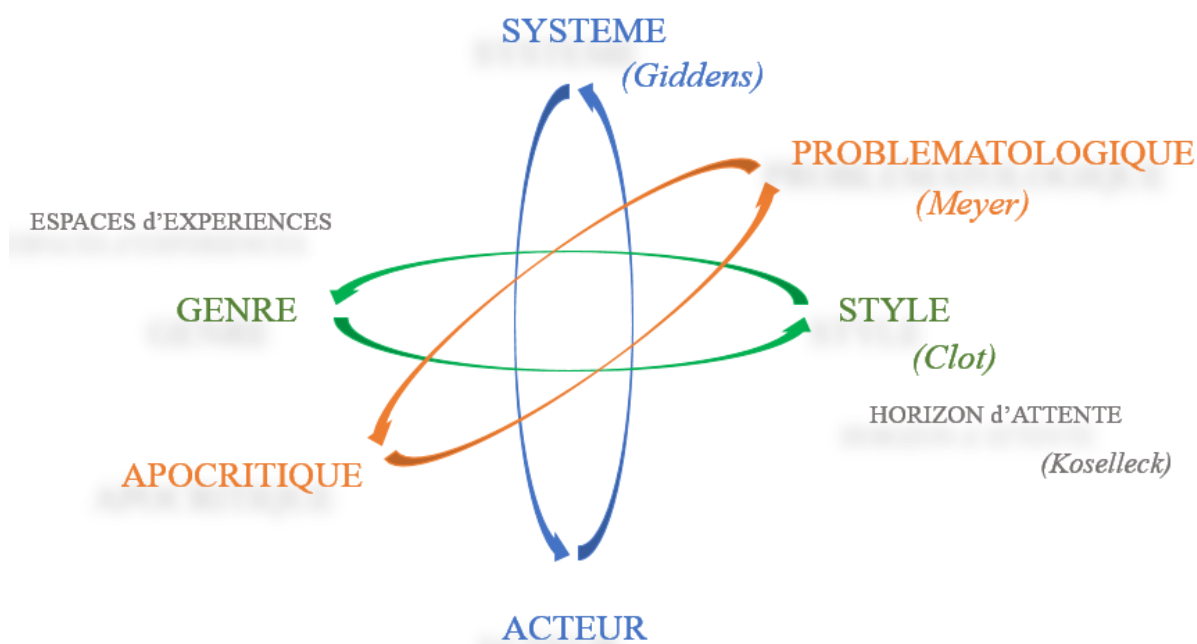 SYSTEME
(Giddens)
PROBLEMATOLOGIQUE
(Meyer)
ESPACES d'EXPERIENCES
GENRE
STYLE
(Clot)
HORIZON d'ATTENTE
(Koselleck)
APOCRITIQUE
ACTEUR